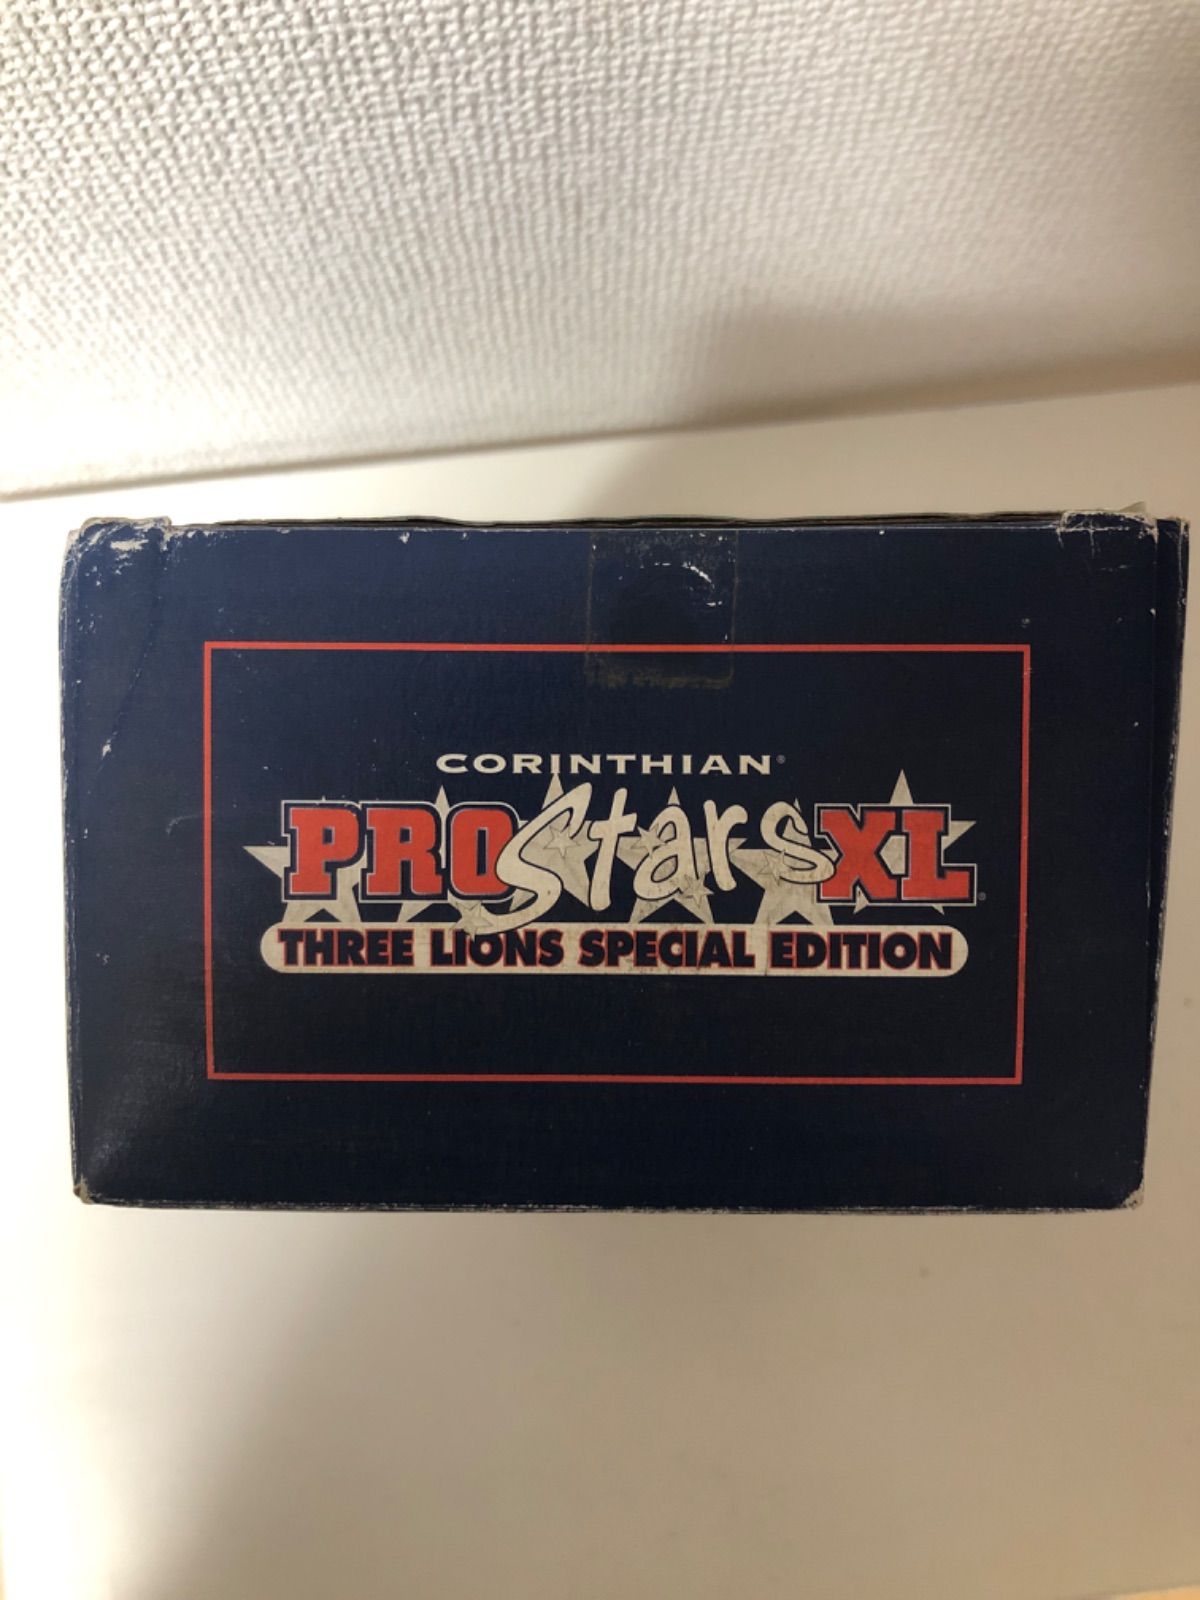 CORINTHIAN®
PROStarsXL®
THREE LIONS SPECIAL EDITION